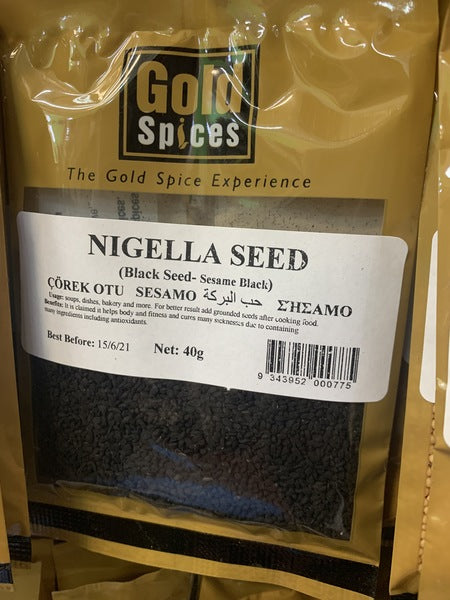 Gold
Spices
The Gold Spice Experience
NIGELLA SEED
(Black Seed- Sesame Black)
ÇÖREK OTU SESAMO حب البركة ΣΉΣΑΜΟ
Usage: soups, dishes, bakery and more. For better result add grounded seeds after cooking food.
Benefits: It is claimed it helps body and fitness and cures many sicknesses due to containing
many ingredients including antioxidants.
Best Before: 15/6/21 Net: 40g
9 343952 000775